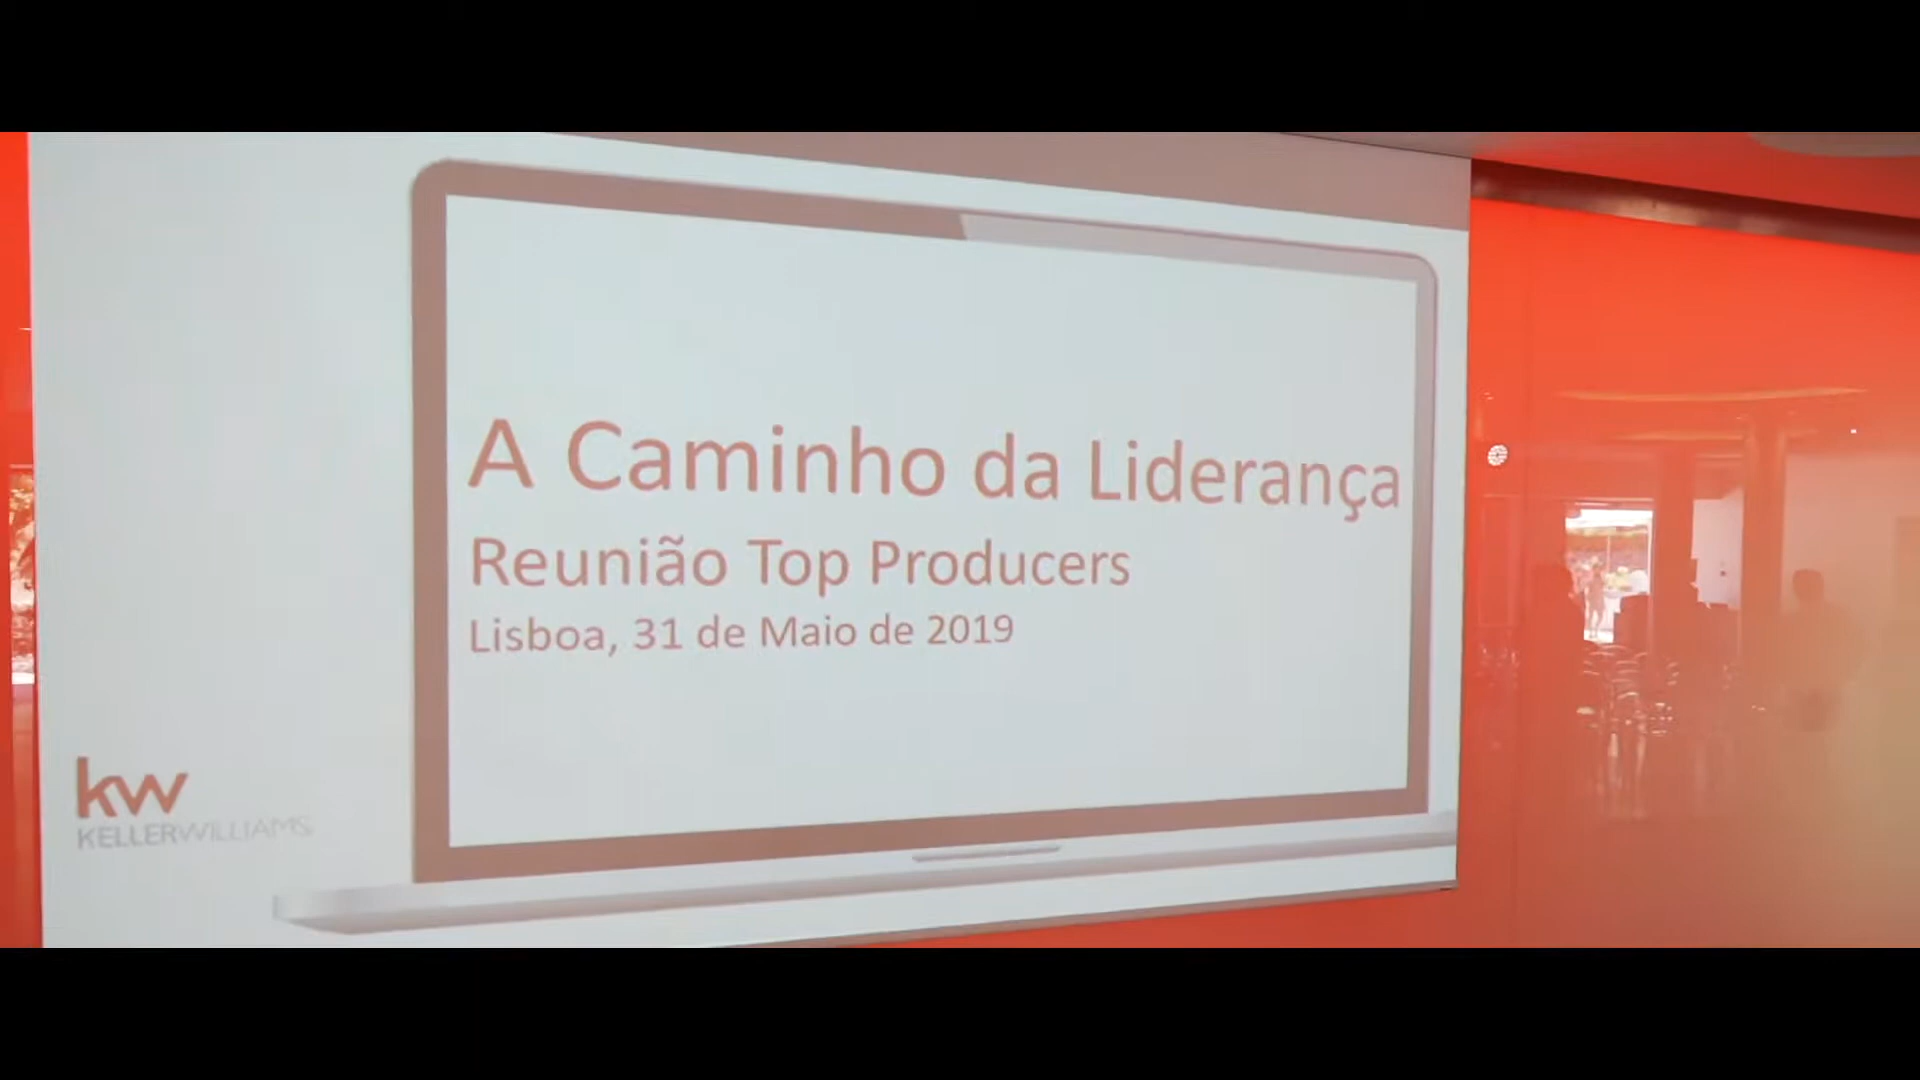 A Caminho da Liderança
Reunião Top Producers
Lisboa, 31 de Maio de 2019
kw
KELLERWILLIAMS